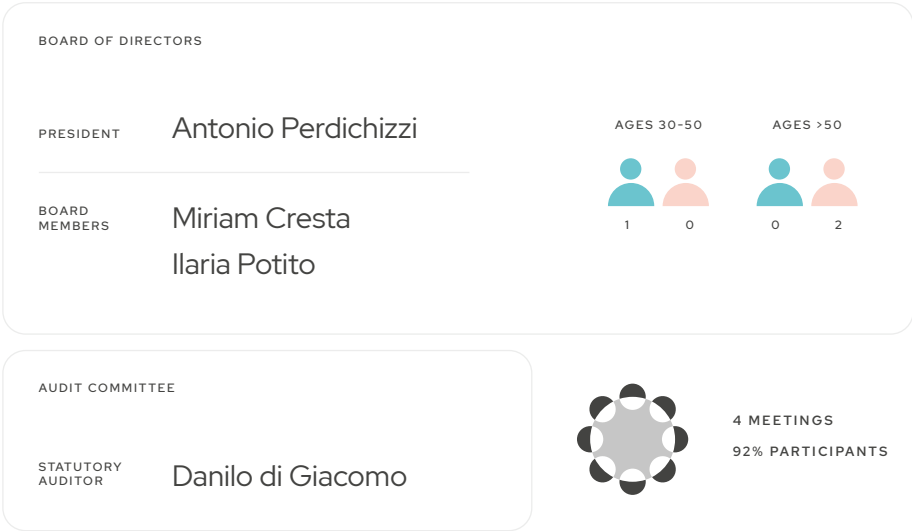 BOARD OF DIRECTORS
PRESIDENT
Antonio Perdichizzi
BOARD
MEMBERS
Miriam Cresta
Ilaria Potito
AGES 30-50
AGES >50
1
0
0
2
AUDIT COMMITTEE
STATUTORY
AUDITOR
Danilo di Giacomo
4 MEETINGS
92% PARTICIPANTS